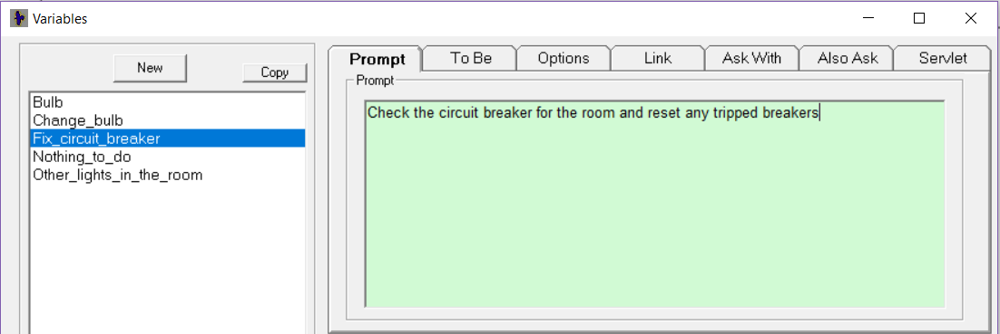 Variables
New
Copy
Bulb
Change_bulb
Fix_circuit_breaker
Nothing_to_do
Other_lights_in_the_room
Prompt To Be Options Link Ask With Also Ask Servlet
Prompt
Check the circuit breaker for the room and reset any tripped breakers